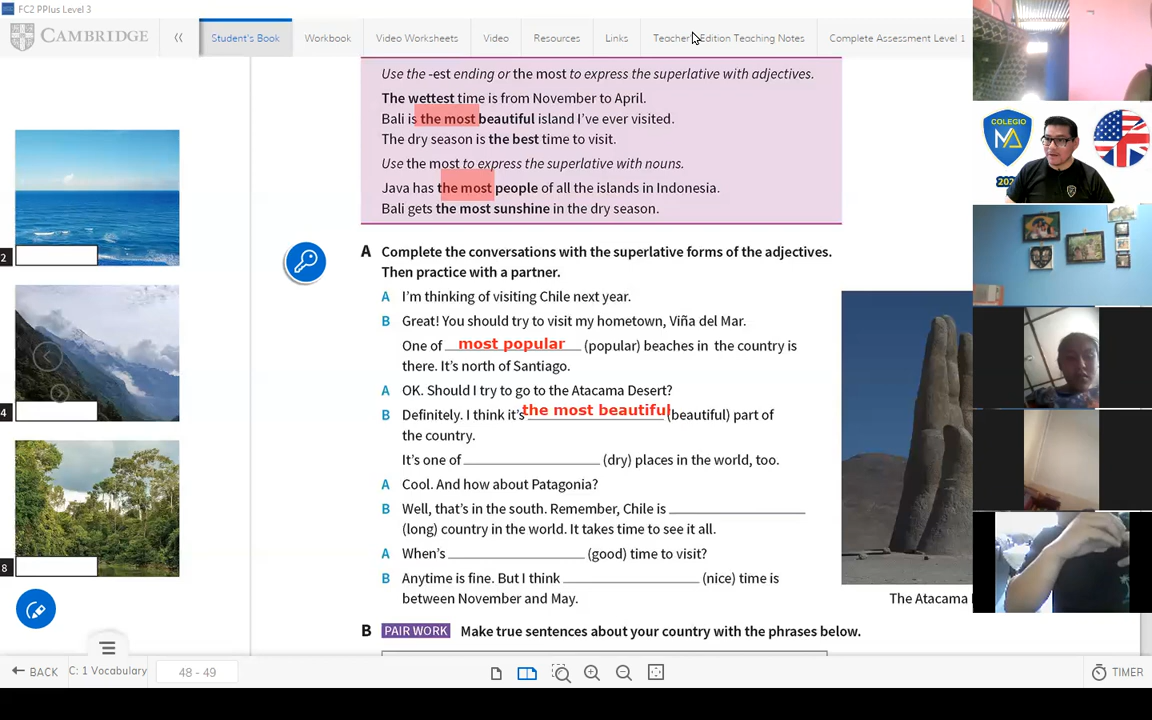 FC2 PPlus Level 3
CAMBRIDGE
Student's Book
Workbook
Video Worksheets
Video
Resources
Links
Teacher's Edition Teaching Notes
Complete Assessment Level 1
Use the -est ending or the most to express the superlative with adjectives.
The wettest time is from November to April.
Bali is the most beautiful island I've ever visited.
The dry season is the best time to visit.
Use the most to express the superlative with nouns.
Java has the most people of all the islands in Indonesia.
Bali gets the most sunshine in the dry season.
A Complete the conversations with the superlative forms of the adjectives.
Then practice with a partner.
A I'm thinking of visiting Chile next year.
B Great! You should try to visit my hometown, Viña del Mar.
One of most popular (popular) beaches in the country is
there. It's north of Santiago.
A OK. Should I try to go to the Atacama Desert?
B Definitely. I think it's the most beautiful (beautiful) part of
the country.
It's one of (dry) places in the world, too.
A Cool. And how about Patagonia?
B Well, that's in the south. Remember, Chile is
(long) country in the world. It takes time to see it all.
A When's (good) time to visit?
B Anytime is fine. But I think (nice) time is
between November and May.
B PAIR WORK Make true sentences about your country with the phrases below.
2
4
8
The Atacama
COLEGIO
MA
BACK
C: 1 Vocabulary
48 - 49
TIMER